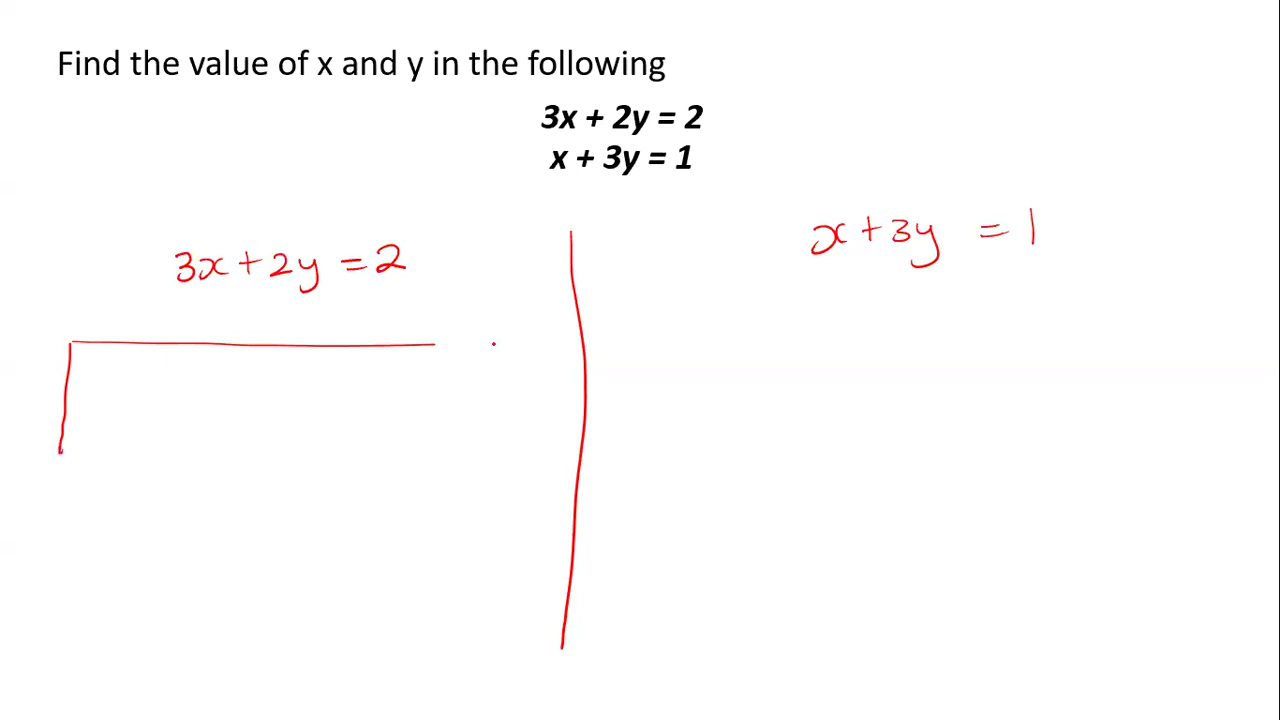 Find the value of x and y in the following
3x + 2y = 2
x + 3y = 1
3x + 2y = 2
x + 3y = 1